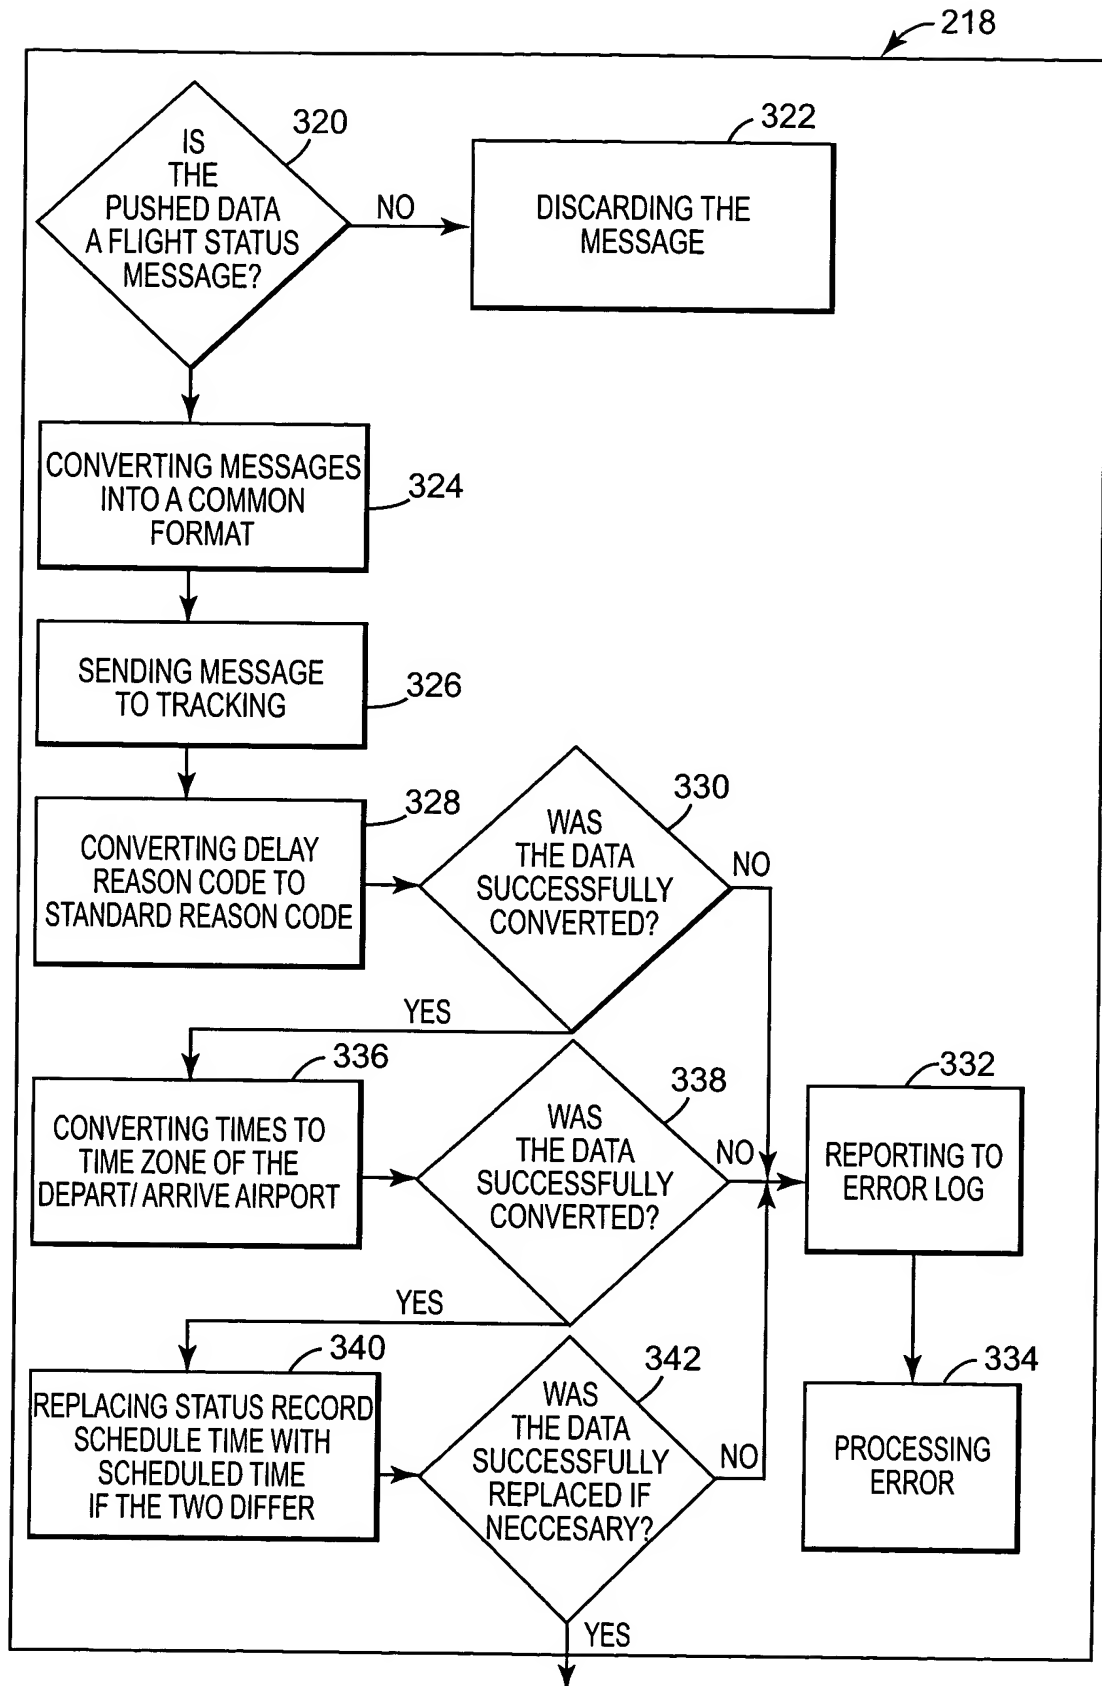 218
IS
THE
PUSHED DATA
A FLIGHT STATUS
MESSAGE?
320
NO
322
DISCARDING THE
MESSAGE
CONVERTING MESSAGES
INTO A COMMON
FORMAT
324
SENDING MESSAGE
TO TRACKING
326
CONVERTING DELAY
REASON CODE TO
STANDARD REASON CODE
328
WAS
THE DATA
SUCCESSFULLY
CONVERTED?
330
NO
YES
336
CONVERTING TIMES TO
TIME ZONE OF THE
DEPART/ ARRIVE AIRPORT
WAS
THE DATA
SUCCESSFULLY
CONVERTED?
338
NO
332
REPORTING TO
ERROR LOG
YES
340
REPLACING STATUS RECORD
SCHEDULE TIME WITH
SCHEDULED TIME
IF THE TWO DIFFER
WAS
THE DATA
SUCCESSFULLY
REPLACED IF
NECCESARY?
342
NO
334
PROCESSING
ERROR
YES